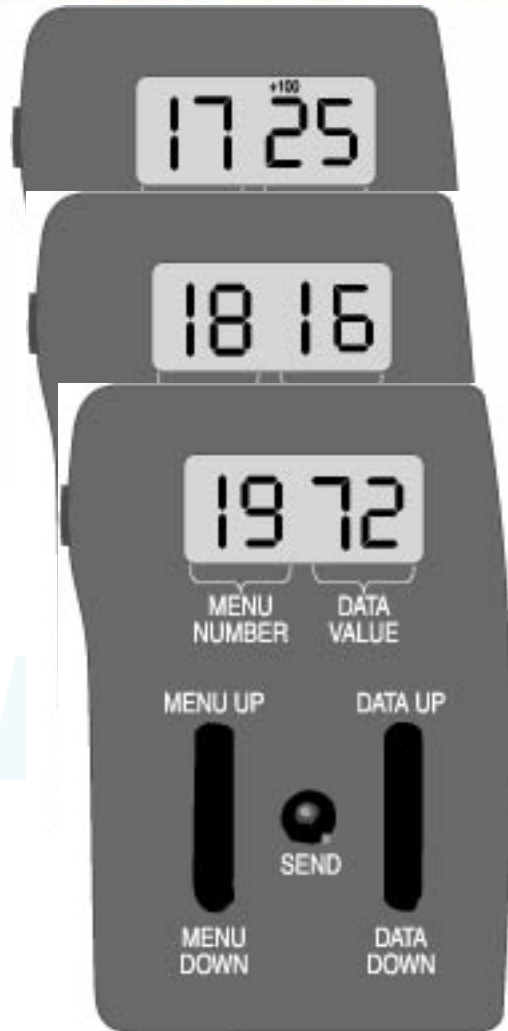 +100
17 25
18 16
19 72
MENU NUMBER
DATA VALUE
MENU UP
DATA UP
SEND
MENU DOWN
DATA DOWN